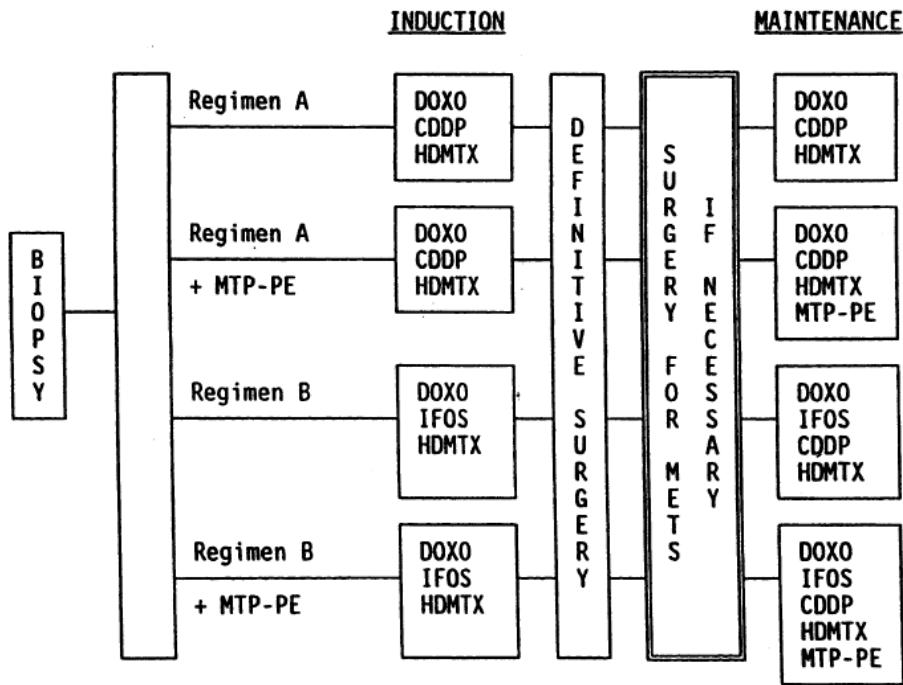 INDUCTION
MAINTENANCE
BIOPSY
Regimen A
DOXO
CDDP
HDMTX
DEFINITIVE SURGERY
SURGERY FOR METS
IF NECESSARY
DOXO
CDDP
HDMTX
Regimen A
+ MTP-PE
DOXO
CDDP
HDMTX
DOXO
CDDP
HDMTX
MTP-PE
Regimen B
DOXO
IFOS
HDMTX
DOXO
IFOS
CDDP
HDMTX
Regimen B
+ MTP-PE
DOXO
IFOS
HDMTX
DOXO
IFOS
CDDP
HDMTX
MTP-PE